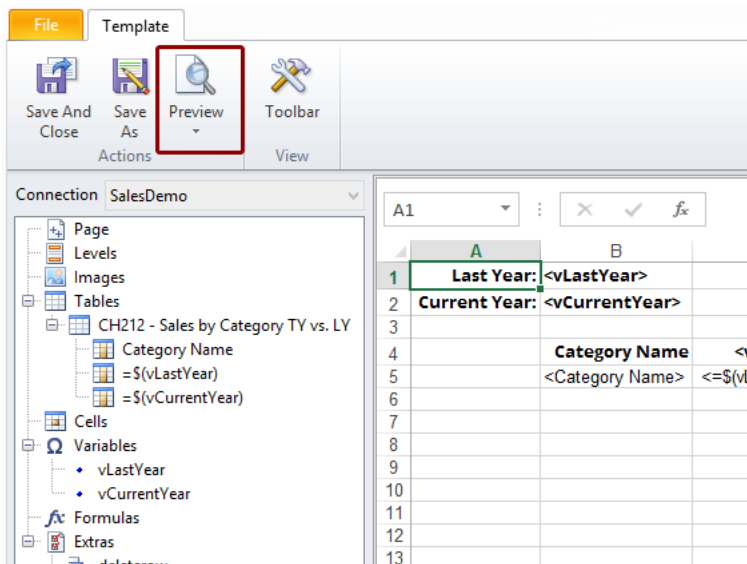 File Template
Save And Close
Save As
Preview
Toolbar
Actions View
Connection SalesDemo
Page
Levels
Images
Tables
CH212 - Sales by Category TY vs. LY
Category Name
=$(vLastYear)
=$(vCurrentYear)
Cells
Variables
vLastYear
vCurrentYear
fx Formulas
Extras
A1 fx
A B
1 Last Year: <vLastYear>
2 Current Year: <vCurrentYear>
3
4 Category Name <v
5 <Category Name> <=$(vL
6
7
8
9
10
11
12
13